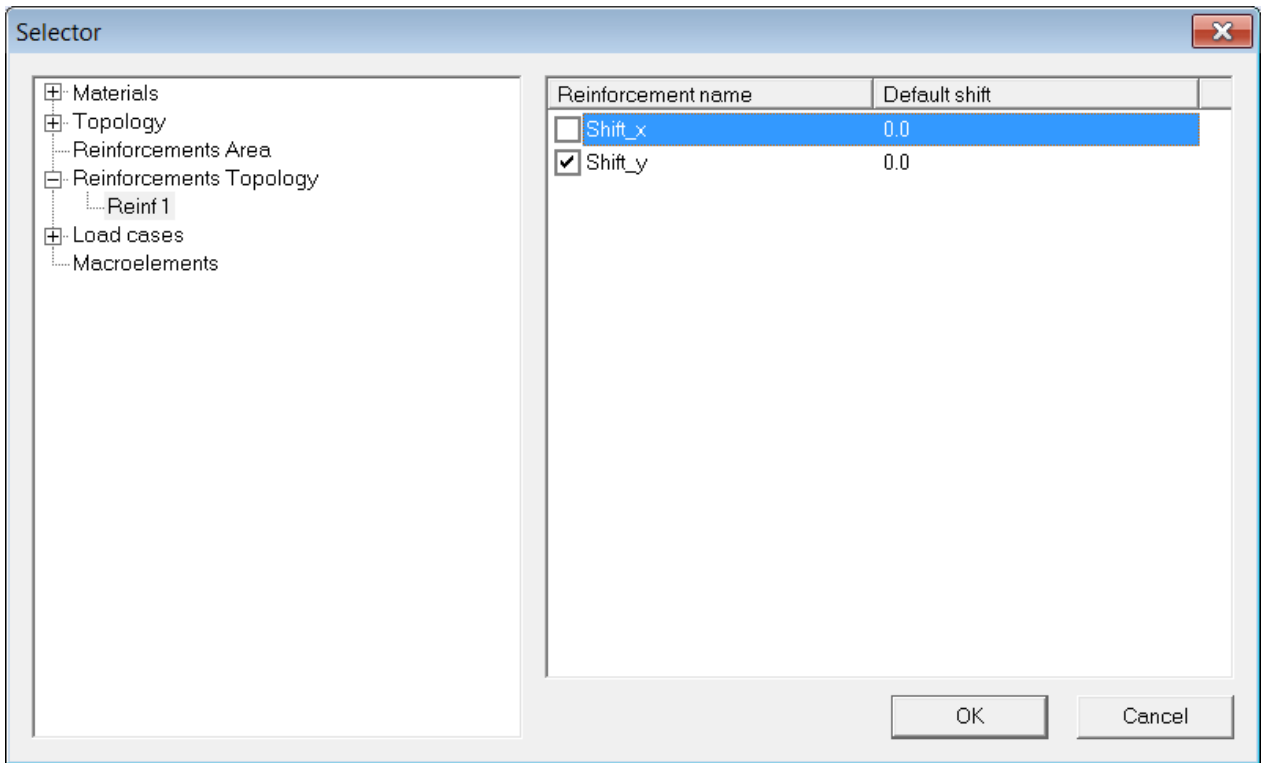 Selector
Materials
Topology
Reinforcements Area
Reinforcements Topology
Reinf 1
Load cases
Macroelements
Reinforcement name Default shift
Shift_x 0.0
Shift_y 0.0
OK Cancel